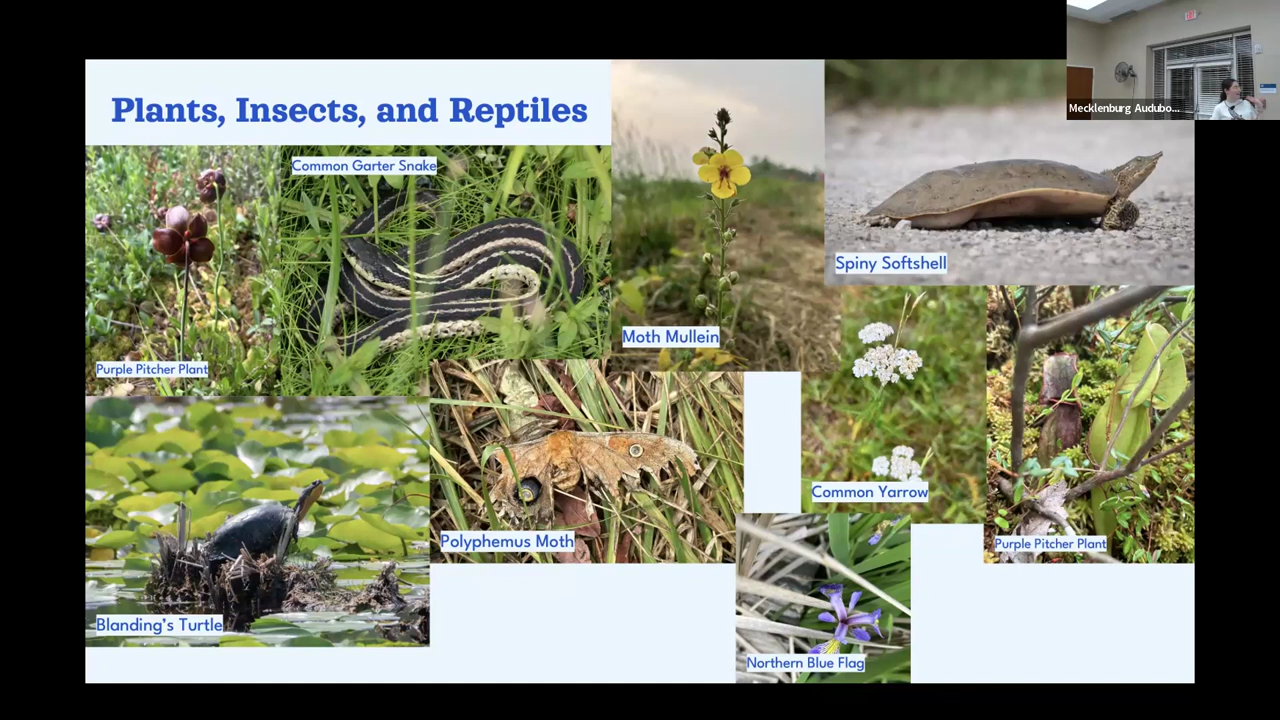 Plants, Insects, and Reptiles
Mecklenburg Audubo...
Common Garter Snake
Spiny Softshell
Moth Mullein
Purple Pitcher Plant
Common Yarrow
Polyphemus Moth
Purple Pitcher Plant
Blanding's Turtle
Northern Blue Flag